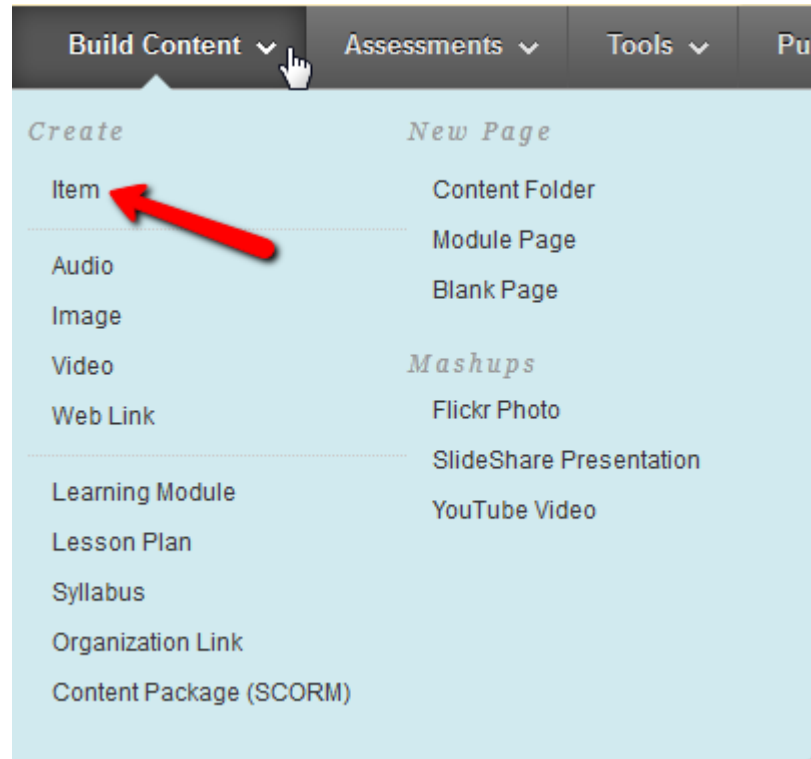 Build Content Assessments Tools Pu
Create
Item
Audio
Image
Video
Web Link
Learning Module
Lesson Plan
Syllabus
Organization Link
Content Package (SCORM)
New Page
Content Folder
Module Page
Blank Page
Mashups
Flickr Photo
SlideShare Presentation
YouTube Video